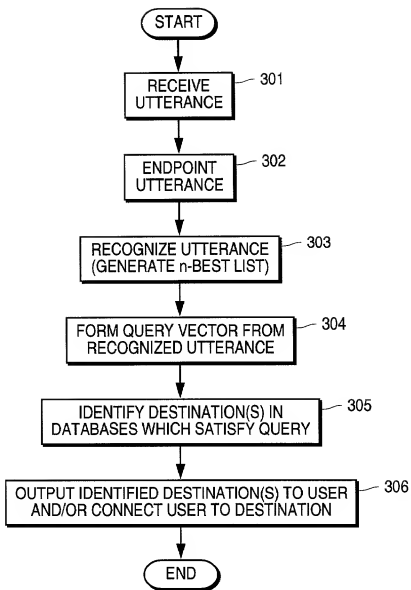 START
RECEIVE
UTTERANCE
301
ENDPOINT
UTTERANCE
302
RECOGNIZE UTTERANCE
(GENERATE n-BEST LIST)
303
FORM QUERY VECTOR FROM
RECOGNIZED UTTERANCE
304
IDENTIFY DESTINATION(S) IN
DATABASES WHICH SATISFY QUERY
305
OUTPUT IDENTIFIED DESTINATION(S) TO USER
AND/OR CONNECT USER TO DESTINATION
306
END